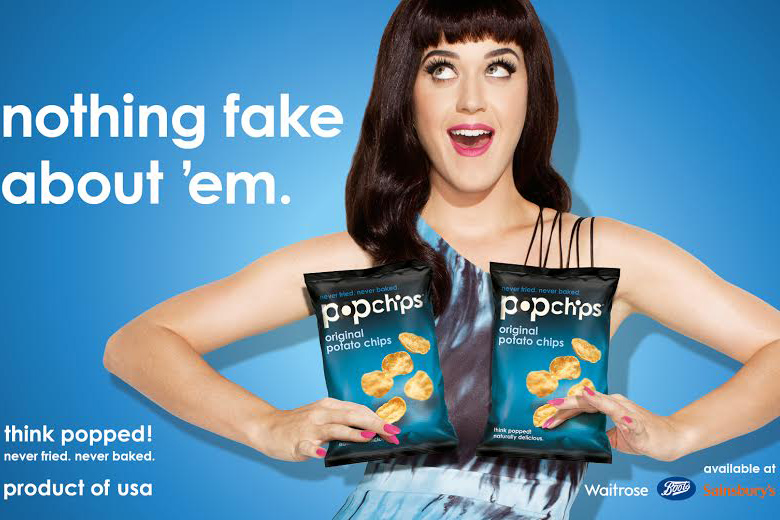 nothing fake
about 'em.
never fried. never baked.
popchips
original
potato chips
never fried. never baked.
popchips
original
potato chips
think popped!
naturally delicious.
think popped!
never fried. never baked.
product of usa
available at
Waitrose Boots Sainsbury's